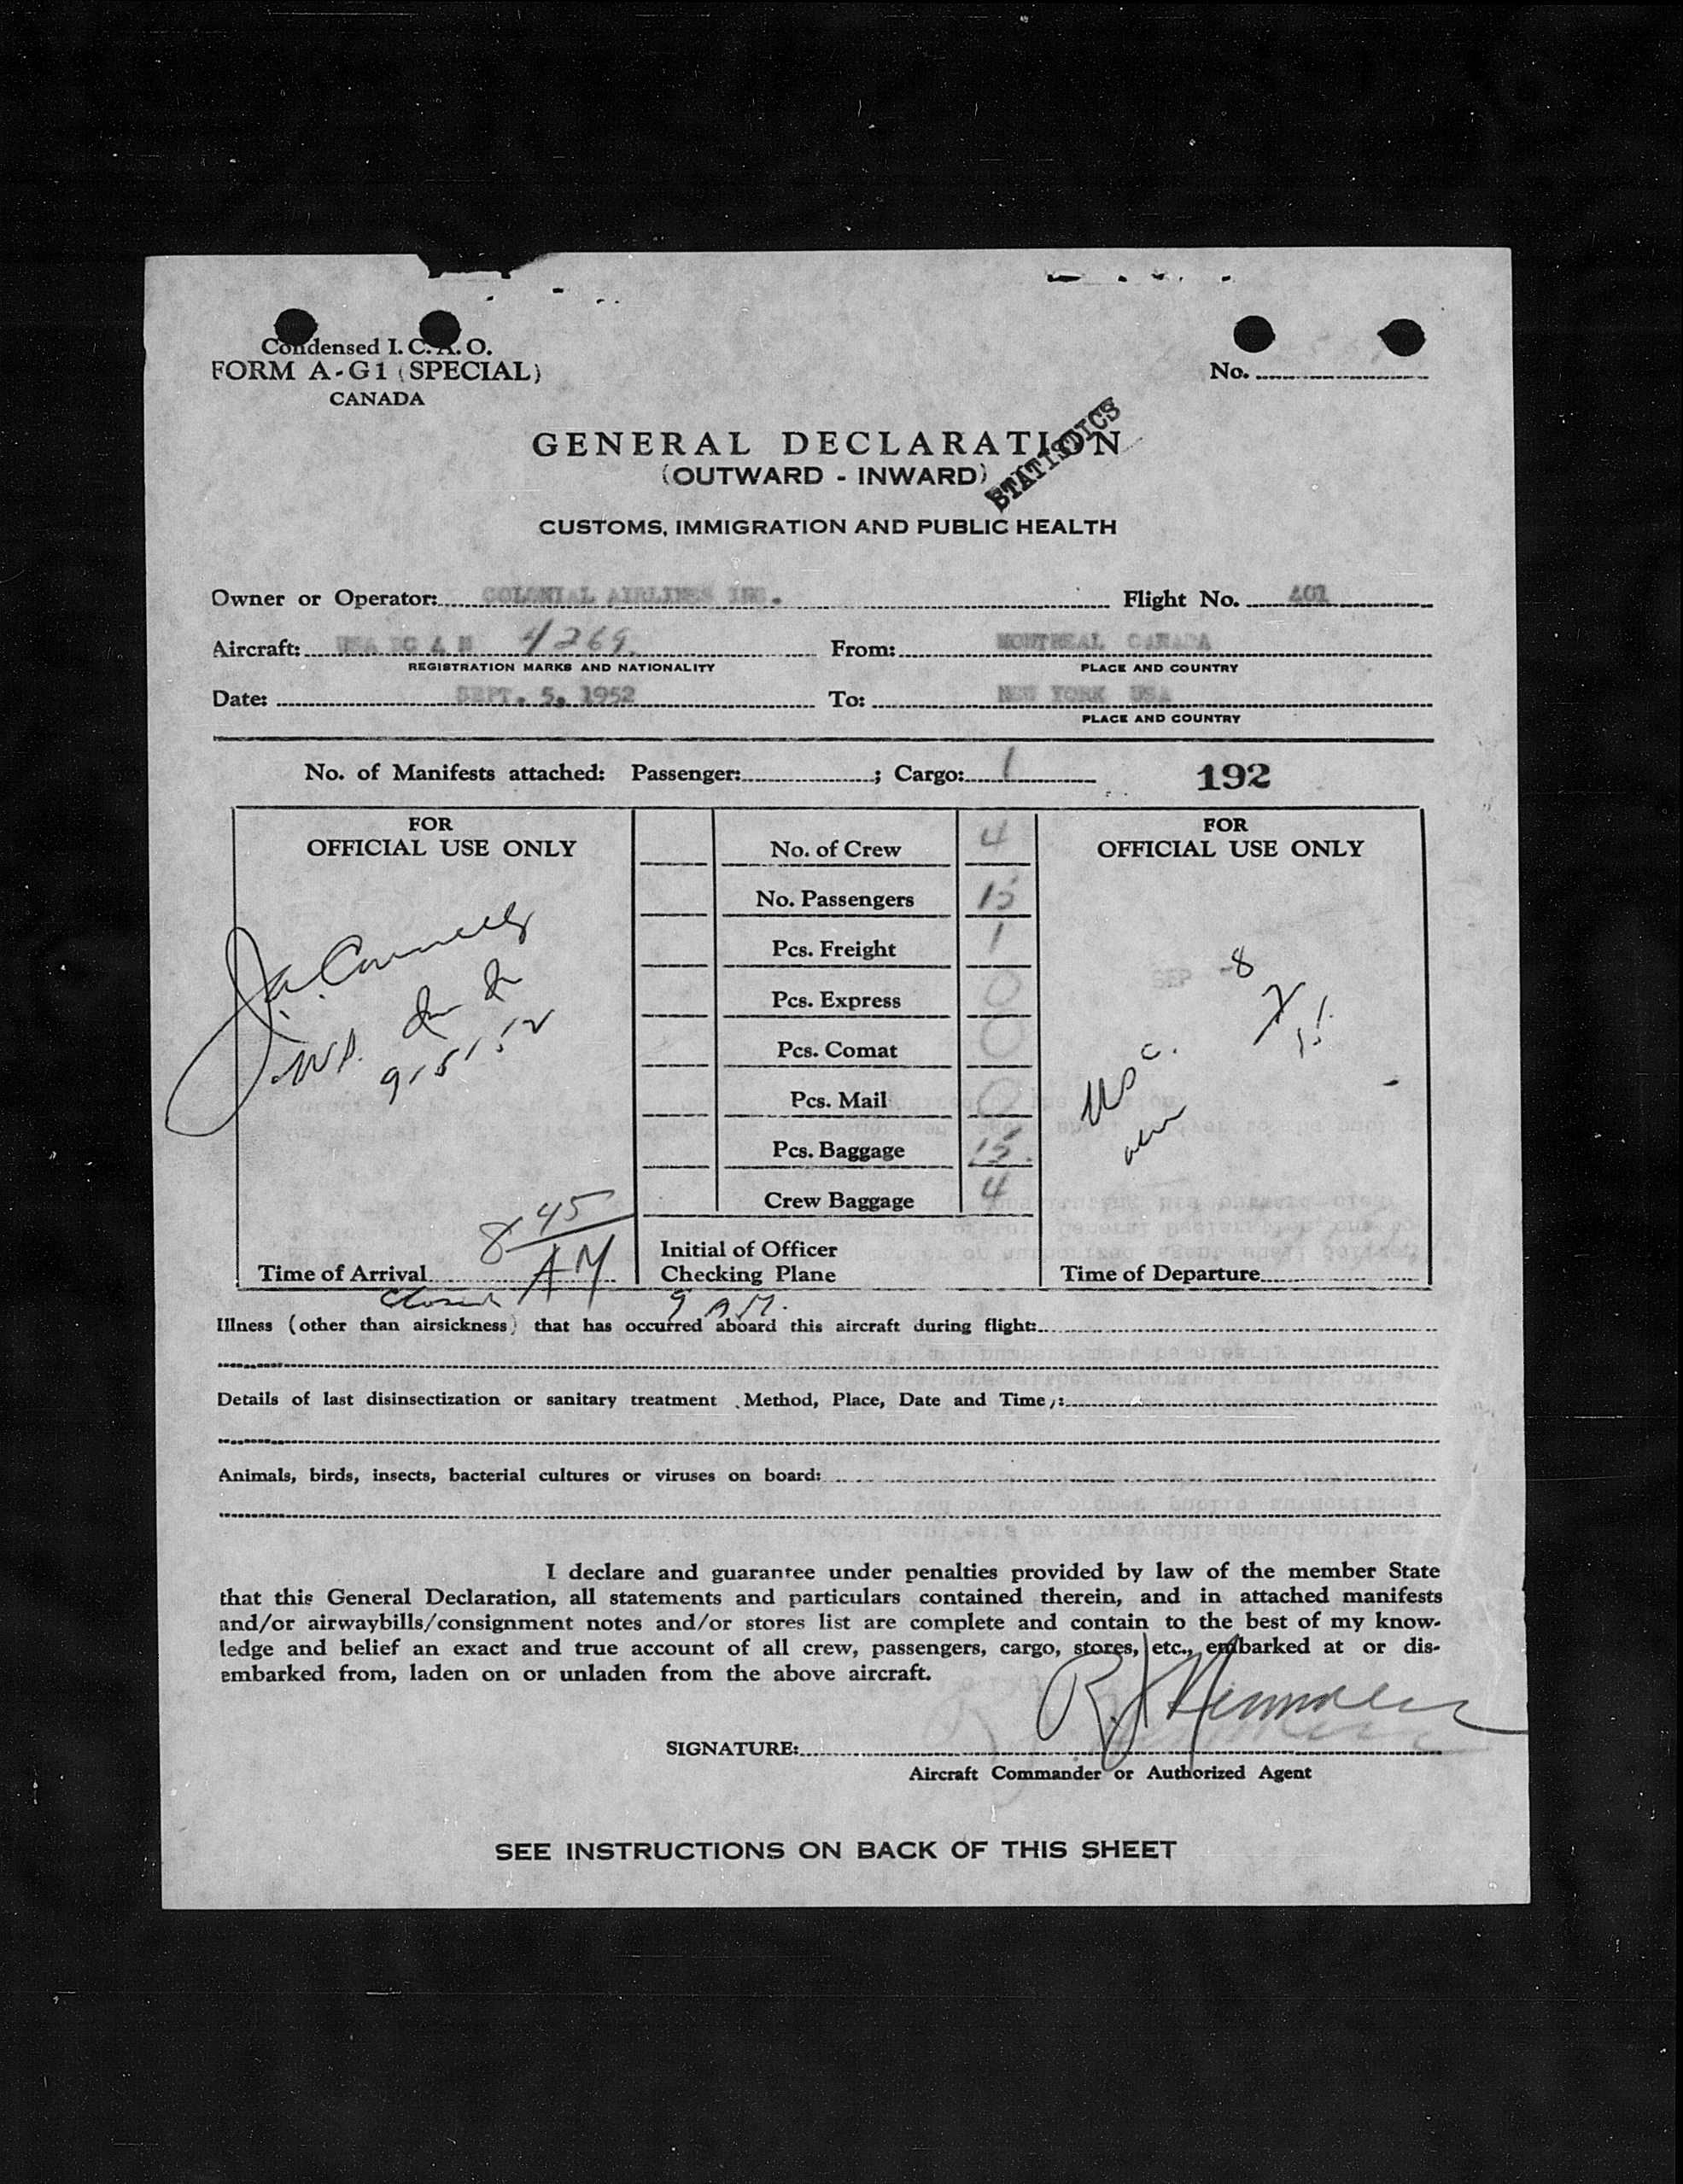 Condensed I. C. A. O.
FORM A-G1 (SPECIAL)
CANADA
No.
STATISTICS
GENERAL DECLARATION
(OUTWARD - INWARD)
CUSTOMS, IMMIGRATION AND PUBLIC HEALTH
Owner or Operator: COLONIAL AIRLINES INC. Flight No. 401
Aircraft: USA DC 4 N 4269 From: MONTREAL CANADA
REGISTRATION MARKS AND NATIONALITY PLACE AND COUNTRY
Date: SEPT. 5, 1952 To: NEW YORK USA
PLACE AND COUNTRY
No. of Manifests attached: Passenger: ; Cargo: 1 192
FOR
OFFICIAL USE ONLY
9-5-52
8 45
AM
Time of Arrival
No. of Crew 4
No. Passengers 15
Pcs. Freight 1
Pcs. Express 0
Pcs. Comat 0
Pcs. Mail 0
Pcs. Baggage 15
Crew Baggage 4
Initial of Officer
Checking Plane
FOR
OFFICIAL USE ONLY
SEP -8
Time of Departure
closed 9 AM.
Illness (other than airsickness) that has occurred aboard this aircraft during flight:
Details of last disinsectization or sanitary treatment (Method, Place, Date and Time):
Animals, birds, insects, bacterial cultures or viruses on board:
I declare and guarantee under penalties provided by law of the member State
that this General Declaration, all statements and particulars contained therein, and in attached manifests
and/or airwaybills/consignment notes and/or stores list are complete and contain to the best of my know-
ledge and belief an exact and true account of all crew, passengers, cargo, stores, etc., embarked at or dis-
embarked from, laden on or unladen from the above aircraft.
SIGNATURE:
Aircraft Commander or Authorized Agent
SEE INSTRUCTIONS ON BACK OF THIS SHEET